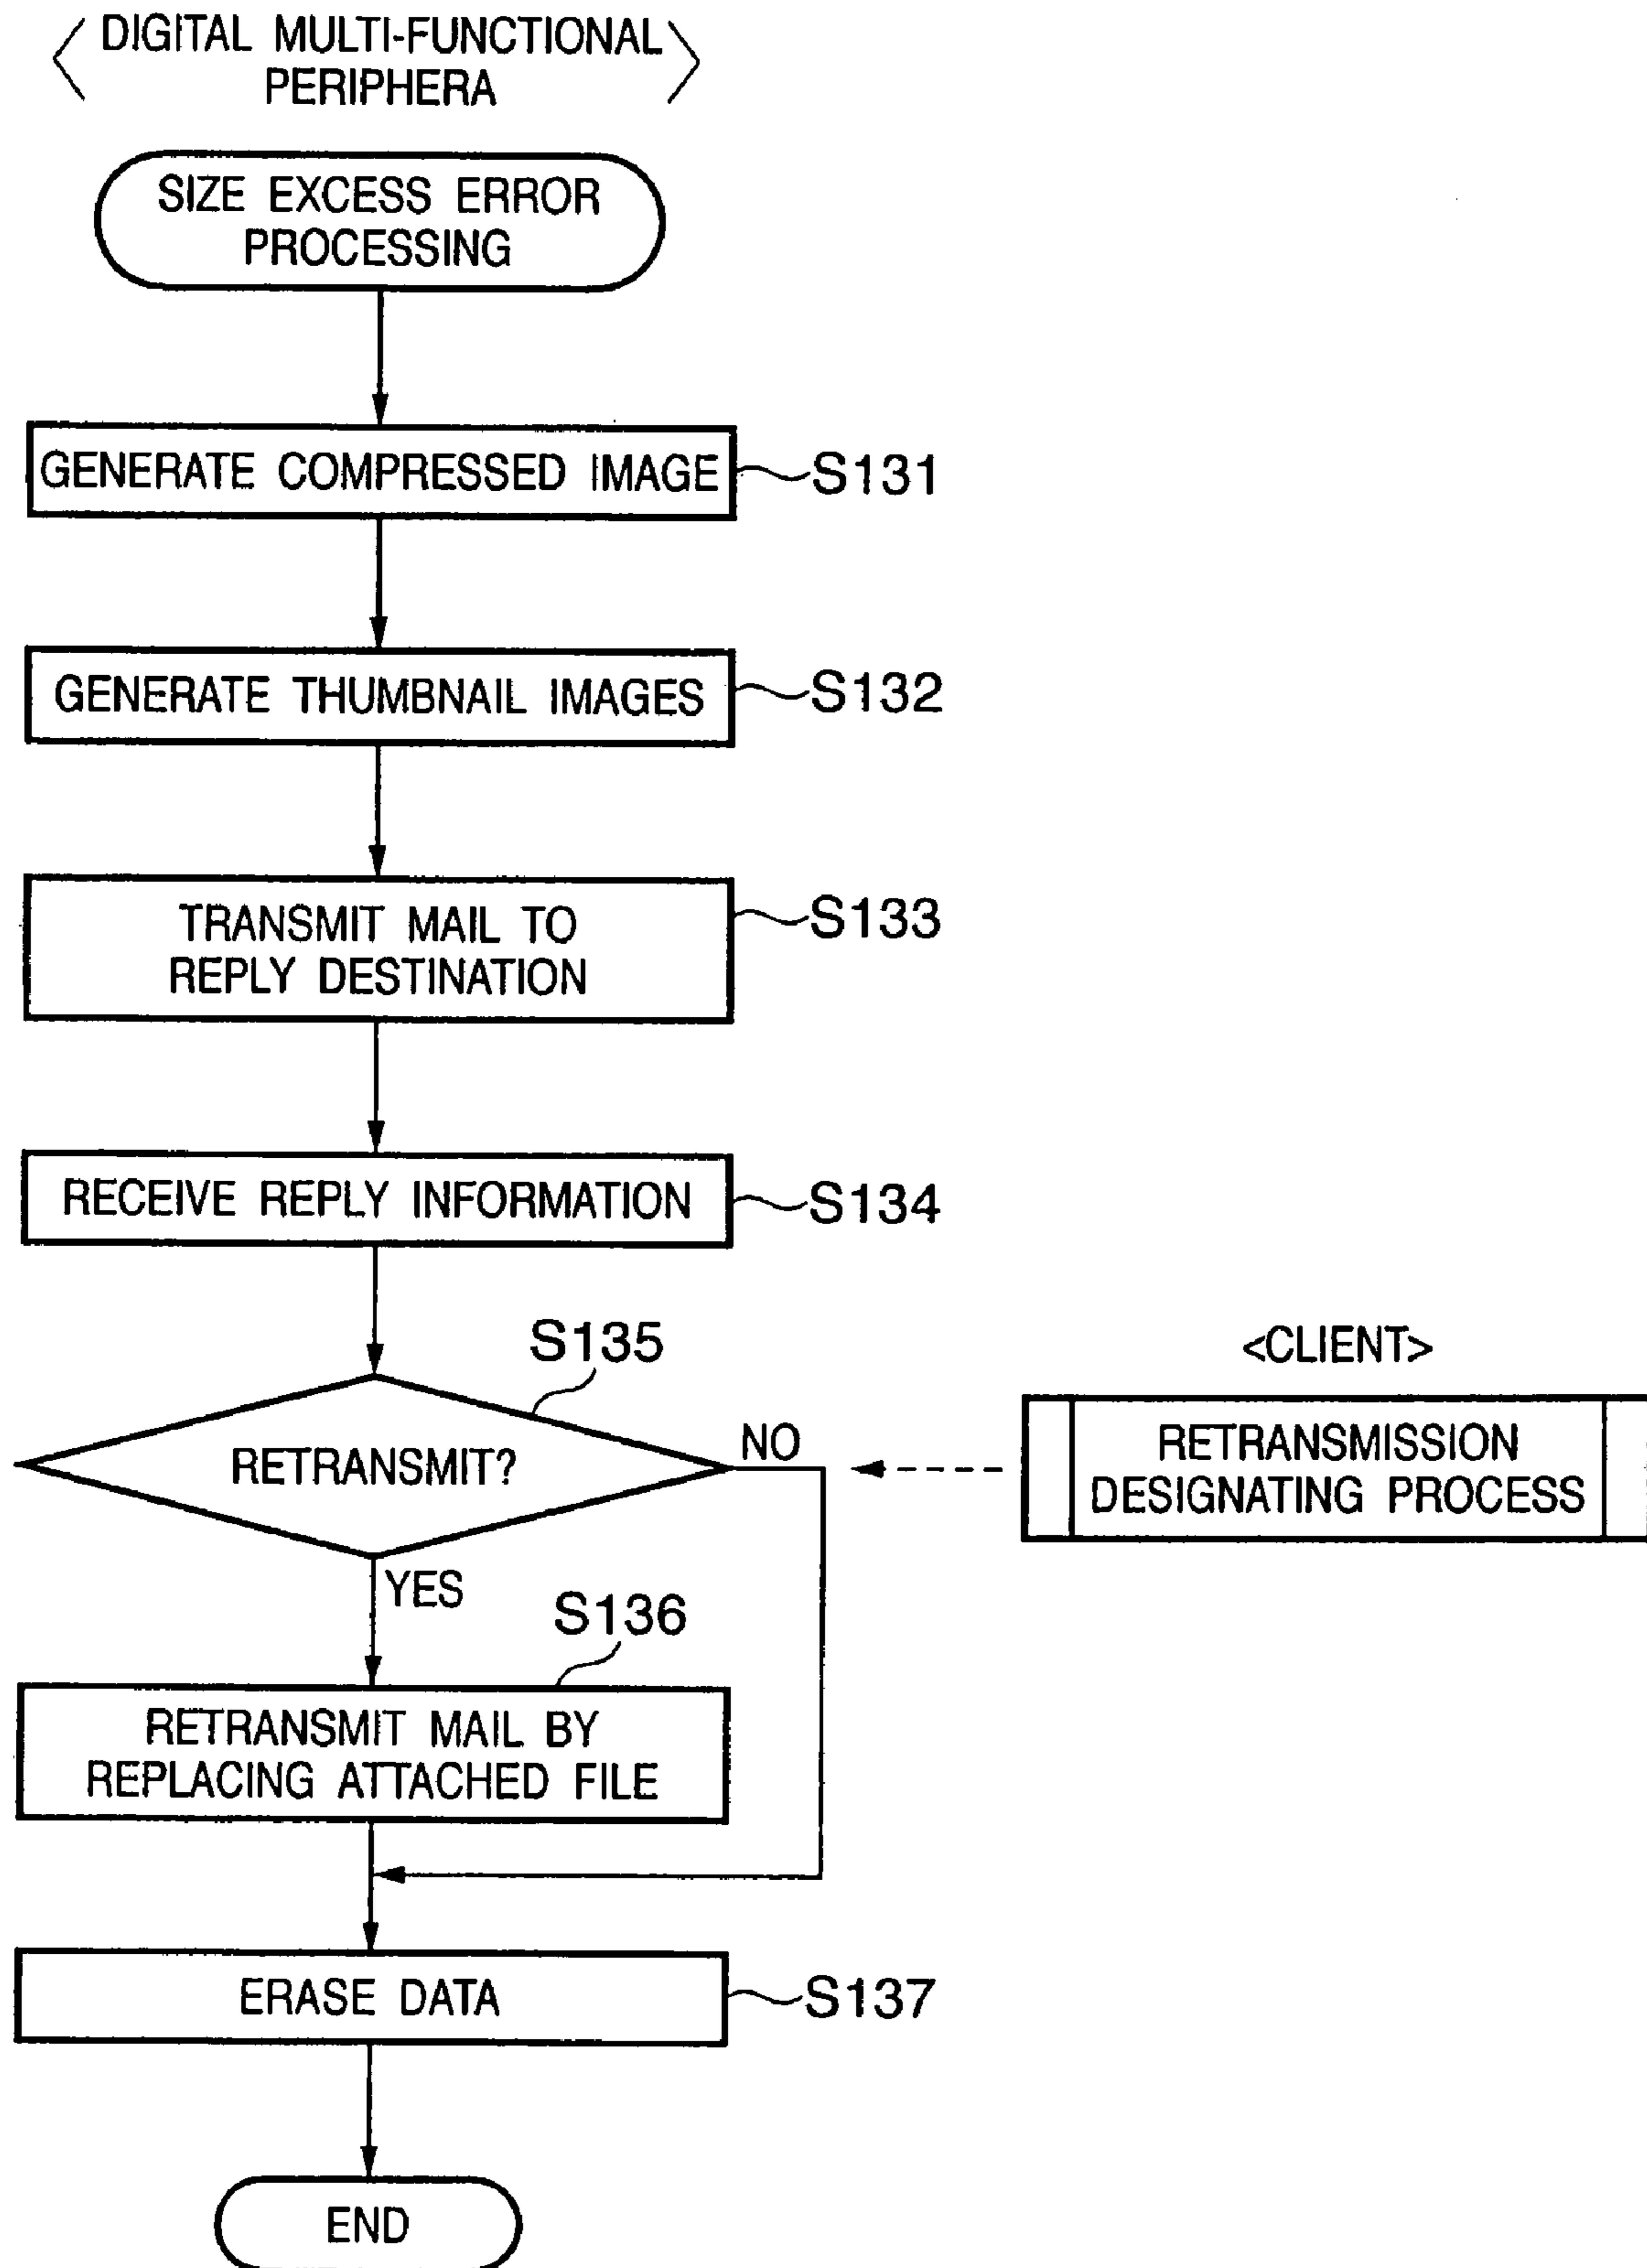 DIGITAL MULTI-FUNCTIONAL
PERIPHERA
SIZE EXCESS ERROR
PROCESSING
GENERATE COMPRESSED IMAGE
S131
GENERATE THUMBNAIL IMAGES
S132
TRANSMIT MAIL TO
REPLY DESTINATION
S133
RECEIVE REPLY INFORMATION
S134
S135
RETRANSMIT?
NO
YES
<CLIENT>
RETRANSMISSION
DESIGNATING PROCESS
S136
RETRANSMIT MAIL BY
REPLACING ATTACHED FILE
ERASE DATA
S137
END